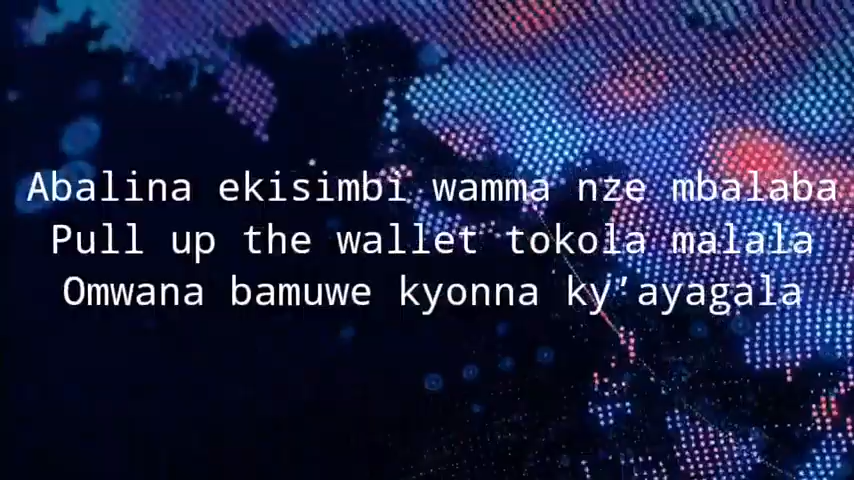 Abalina ekisimbi wamma nze mbalaba
Pull up the wallet tokola malala
Omwana bamuwe kyonna ky’ayagala